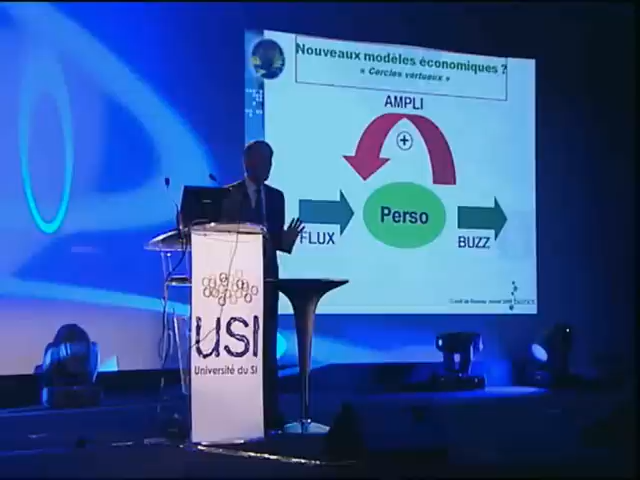 Nouveaux modèles économiques ?
« Cercles vertueux »
AMPLI
+
Perso
FLUX
BUZZ
USI
Université du SI